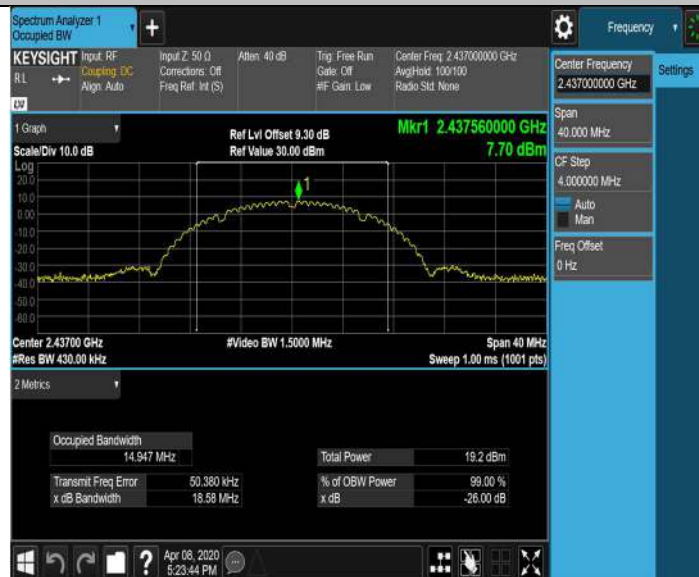 Spectrum Analyzer 1
Occupied BW
Frequency
KEYSIGHT
RL
Input: RF
Coupling: DC
Align: Auto
Input Z: 50 Ω
Corrections: Off
Freq Ref: Int (S)
Atten: 40 dB
Trig: Free Run
Gate: Off
#IF Gain: Low
Center Freq: 2.437000000 GHz
Avg|Hold: 100/100
Radio Std: None
Center Frequency
2.437000000 GHz
Settings
Span
40.000 MHz
CF Step
4.000000 MHz
Auto
Man
Freq Offset
0 Hz
1 Graph
Scale/Div 10.0 dB
Ref Lvl Offset 9.30 dB
Ref Value 30.00 dBm
Mkr1 2.437560000 GHz
7.70 dBm
Log
20.0
10.0
0.00
-10.0
-20.0
-30.0
-40.0
-50.0
-60.0
1
Center 2.43700 GHz
#Res BW 430.00 kHz
#Video BW 1.5000 MHz
Span 40 MHz
Sweep 1.00 ms (1001 pts)
2 Metrics
Occupied Bandwidth
14.947 MHz
Total Power 19.2 dBm
Transmit Freq Error 50.380 kHz
% of OBW Power 99.00 %
x dB Bandwidth 18.58 MHz
x dB -26.00 dB
?
Apr 08, 2020
5:23:44 PM